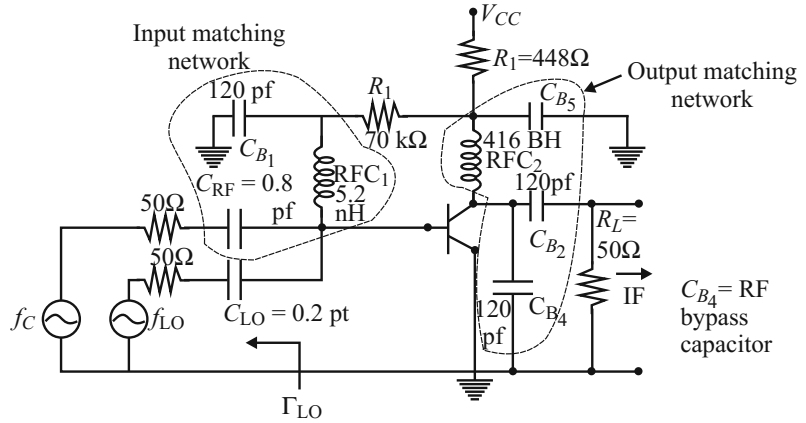 V_CC
R_1=448Ω
Input matching
network
120 pf
C_B1
R_1
70 kΩ
C_B5
Output matching
network
416 BH
RFC_2
RFC_1
5.2
nH
C_RF = 0.8
pf
120pf
C_B2
R_L=
50Ω
50Ω
50Ω
IF
C_B4
120
pf
C_B4= RF
bypass
capacitor
f_C
f_LO
C_LO = 0.2 pt
Γ_LO